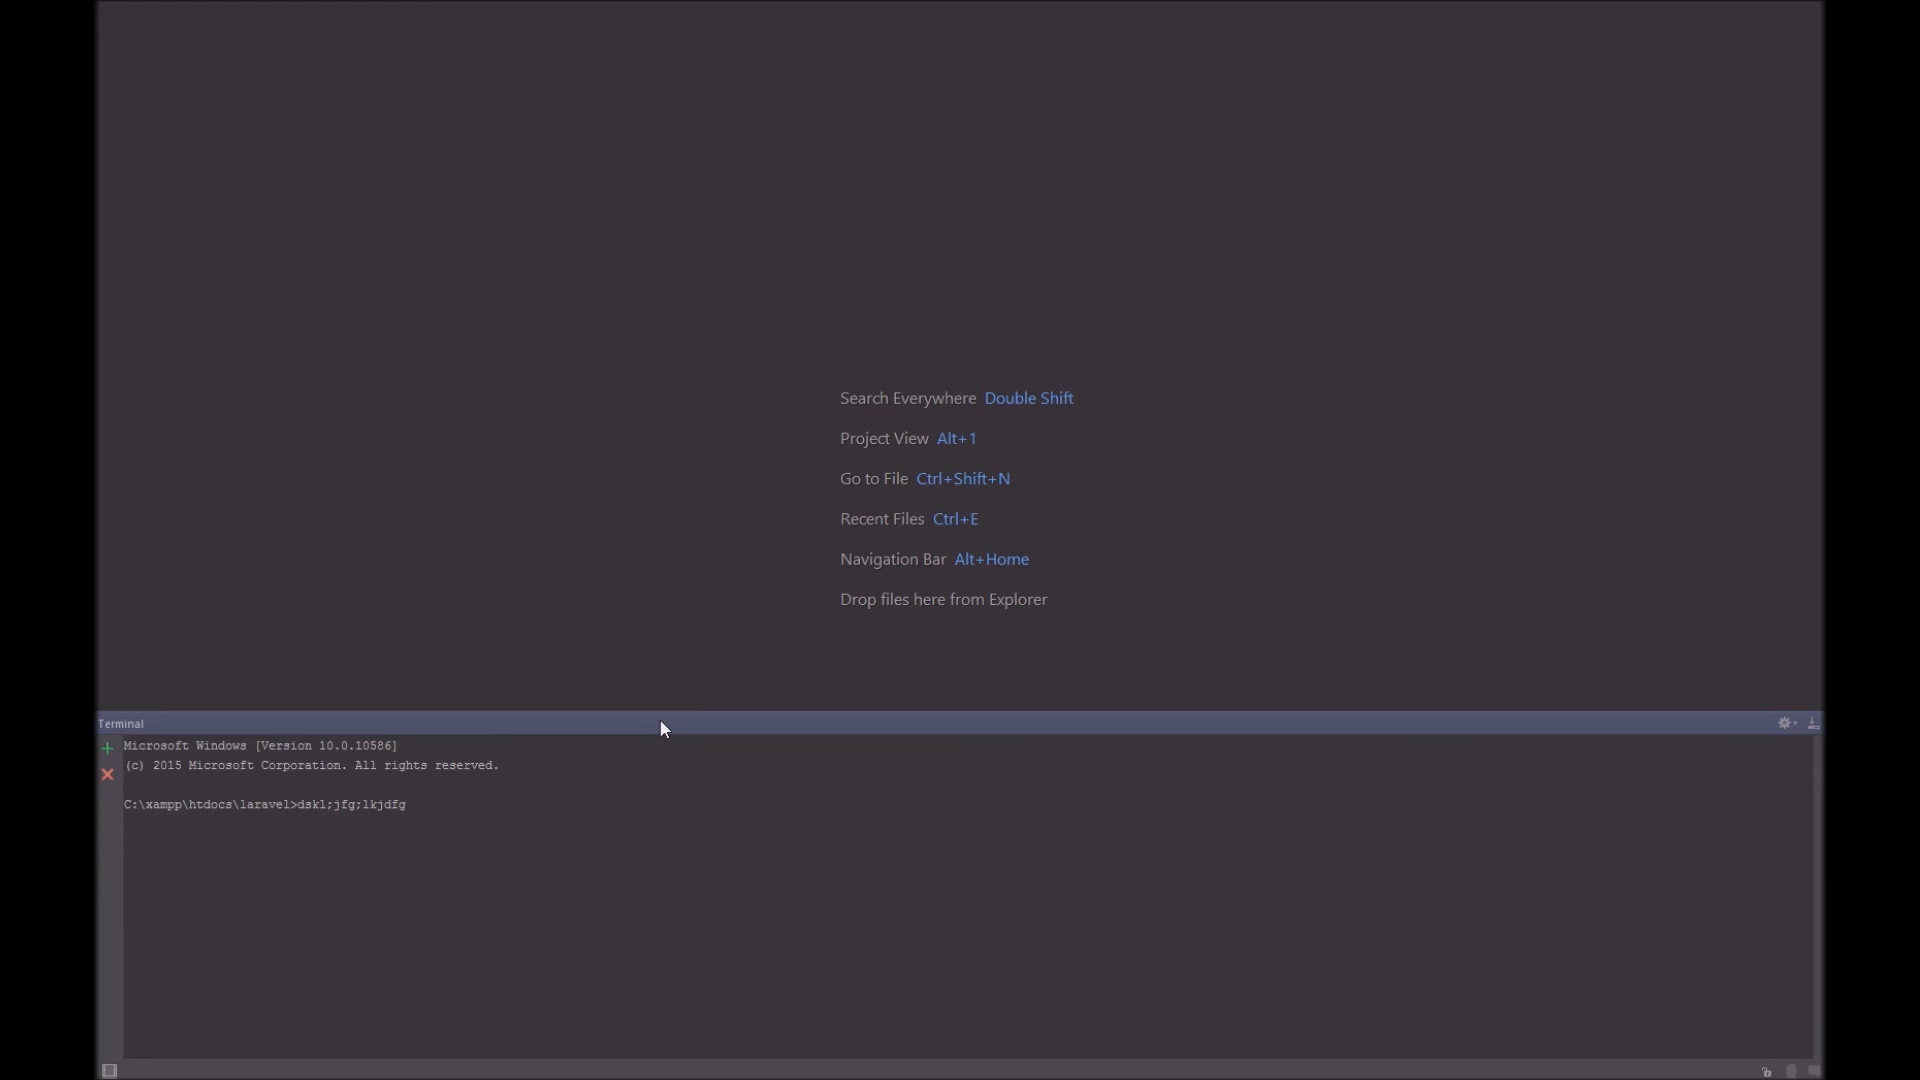 Search Everywhere Double Shift
Project View Alt+1
Go to File Ctrl+Shift+N
Recent Files Ctrl+E
Navigation Bar Alt+Home
Drop files here from Explorer
Terminal
Microsoft Windows [Version 10.0.10586]
(c) 2015 Microsoft Corporation. All rights reserved.
C:\xampp\htdocs\laravel>dskl;jfg;lkjdfg